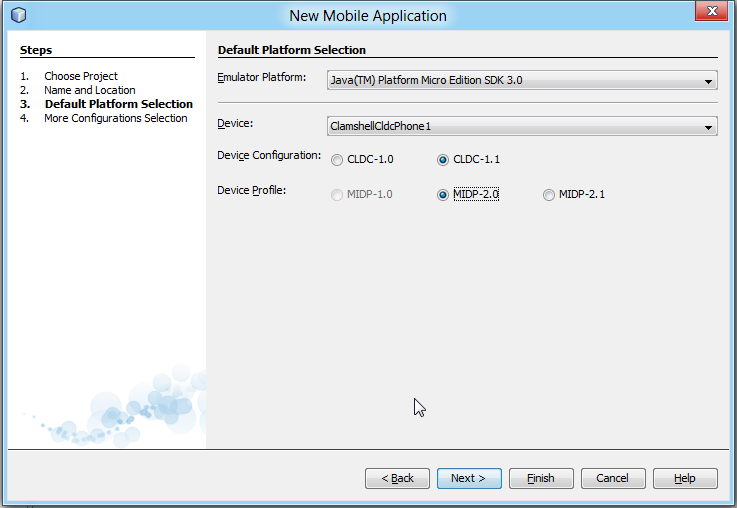 New Mobile Application
Steps
1. Choose Project
2. Name and Location
3. Default Platform Selection
4. More Configurations Selection
Default Platform Selection
Emulator Platform: Java(TM) Platform Micro Edition SDK 3.0
Device: ClamshellCldcPhone1
Device Configuration: CLDC-1.0 CLDC-1.1
Device Profile: MIDP-1.0 MIDP-2.0 MIDP-2.1
< Back Next > Finish Cancel Help